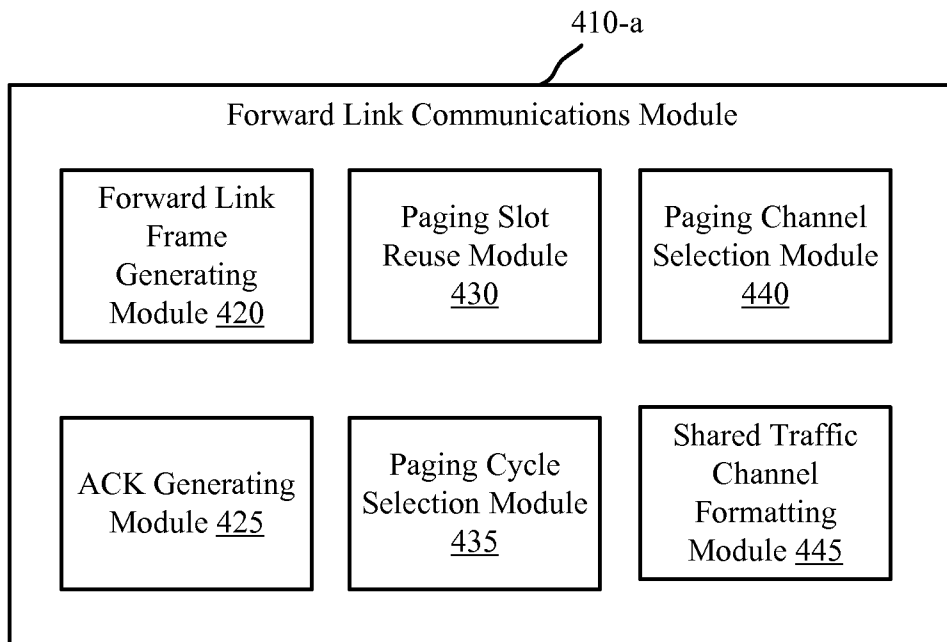 410-a
Forward Link Communications Module
Forward Link
Frame
Generating
Module 420
Paging Slot
Reuse Module
430
Paging Channel
Selection Module
440
ACK Generating
Module 425
Paging Cycle
Selection Module
435
Shared Traffic
Channel
Formatting
Module 445